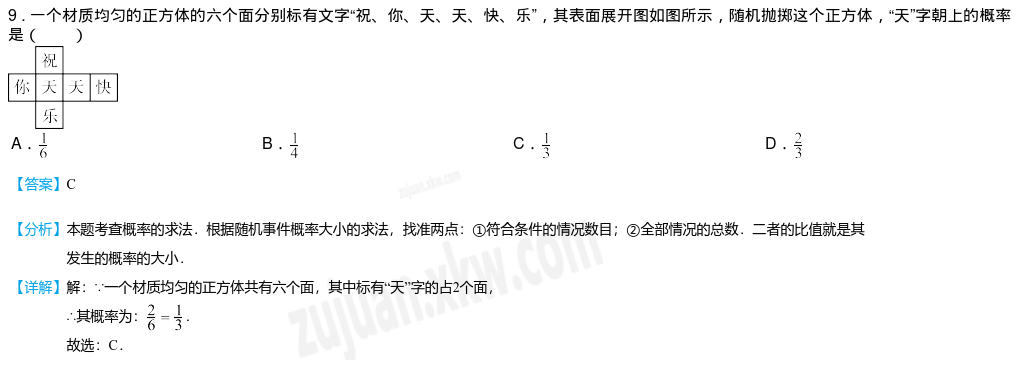 9．一个材质均匀的正方体的六个面分别标有文字“祝、你、天、天、快、乐”，其表面展开图如图所示，随机抛掷这个正方体，“天”字朝上的概率
是（　　）
祝
你 天 天 快
乐
A．1/6 B．1/4 C．1/3 D．2/3
【答案】C
【分析】本题考查概率的求法．根据随机事件概率大小的求法，找准两点：①符合条件的情况数目；②全部情况的总数．二者的比值就是其
发生的概率的大小．
【详解】解：∵一个材质均匀的正方体共有六个面，其中标有“天”字的占2个面，
∴其概率为：2/6 = 1/3．
故选：C．
zujuan.xkw.com
zujuan.xkw.com